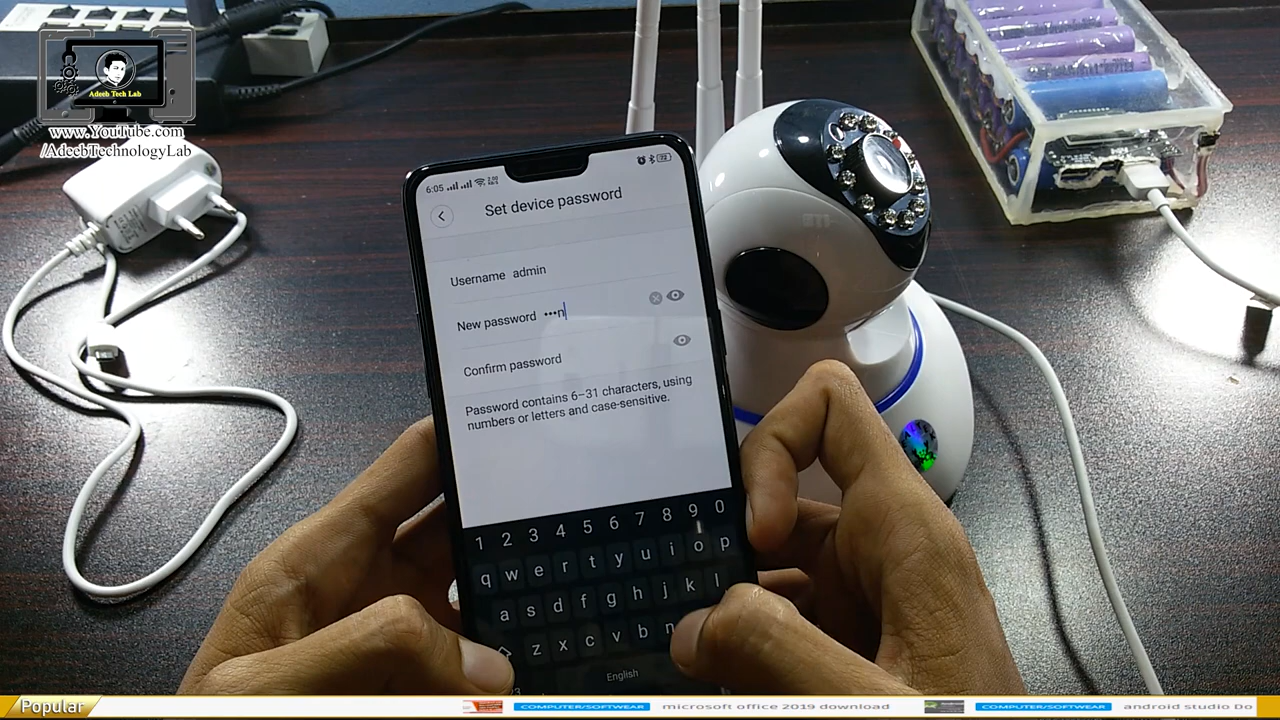 Adeeb Tech Lab
www.YouTube.com
/AdeebTechnologyLab
6:05
Set device password
Username admin
New password •••n
Confirm password
Password contains 6–31 characters, using
numbers or letters and case-sensitive.
1 2 3 4 5 6 7 8 9 0
q w e r t y u i o p
a s d f g h j k l
z x c v b n
English
Popular
COMPUTER/SOFTWEAR
microsoft office 2019 download
COMPUTER/SOFTWEAR
android studio Do